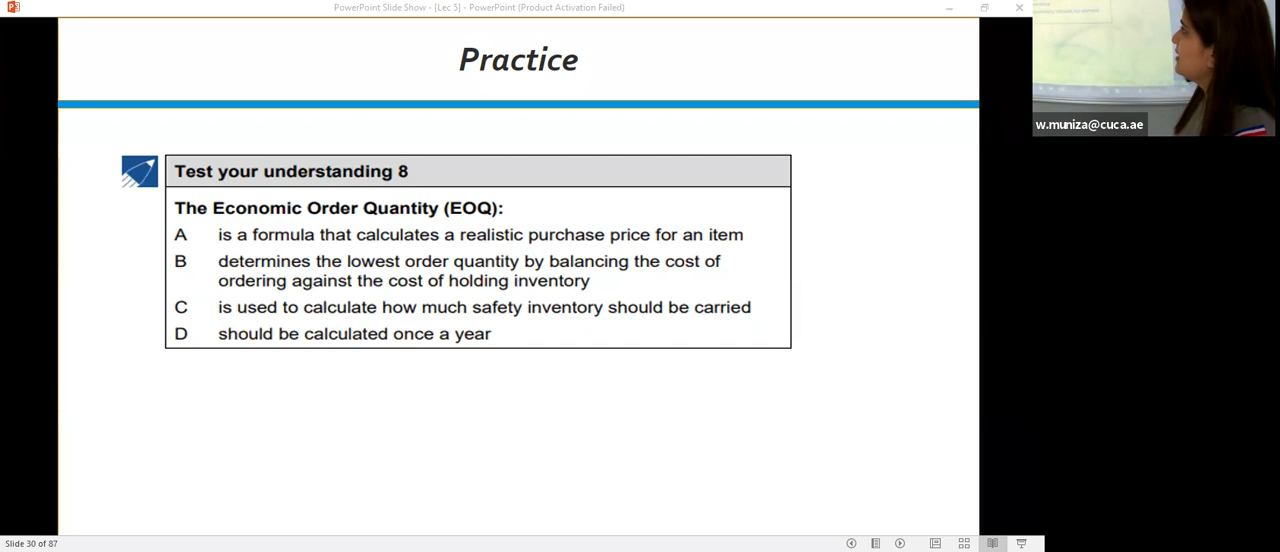 PowerPoint Slide Show - [Lec 3] - PowerPoint (Product Activation Failed)
Practice
w.muniza@cuca.ae
Test your understanding 8
The Economic Order Quantity (EOQ):
A is a formula that calculates a realistic purchase price for an item
B determines the lowest order quantity by balancing the cost of
ordering against the cost of holding inventory
C is used to calculate how much safety inventory should be carried
D should be calculated once a year
Slide 30 of 87